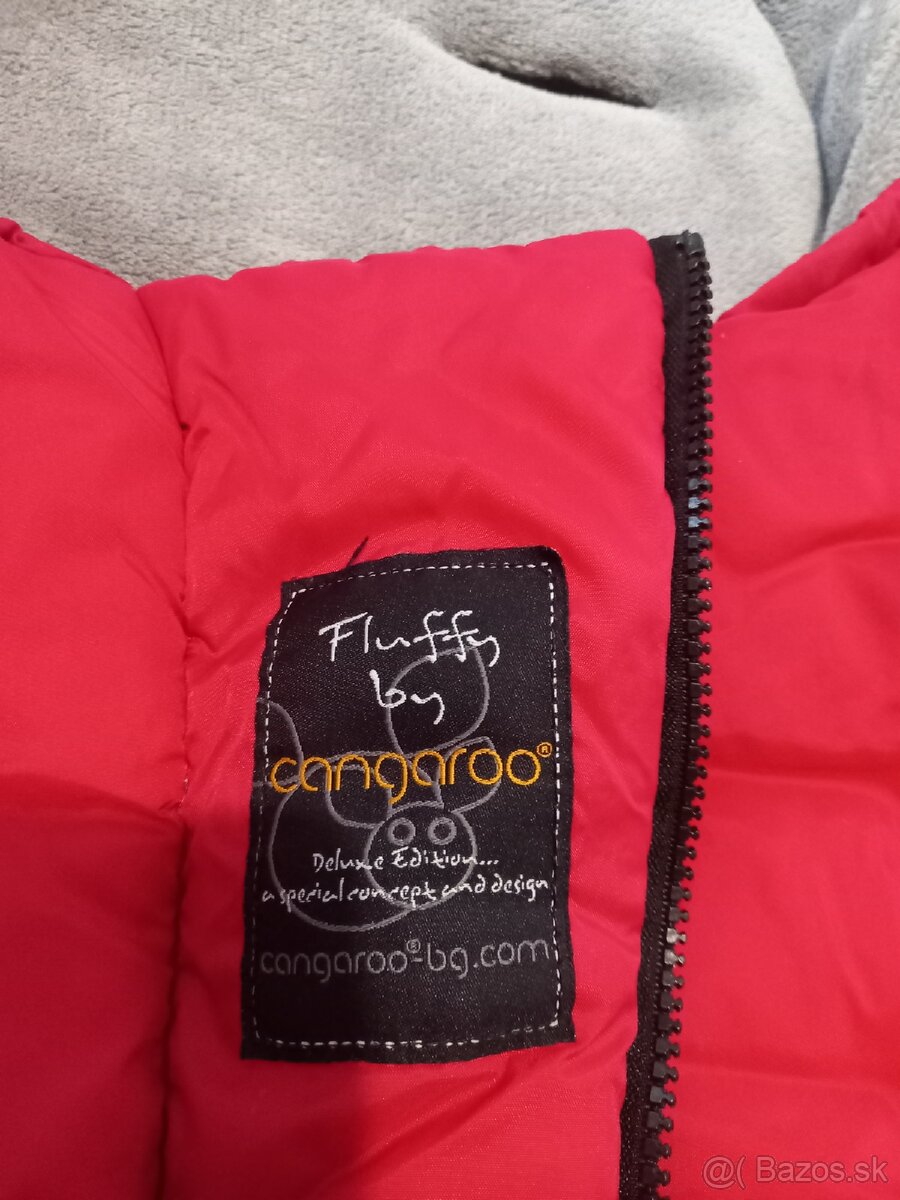 Fluffy
by
cangaroo®
Deluxe Edition...
a special concept and design
cangaroo®-bg.com
@( Bazos.sk